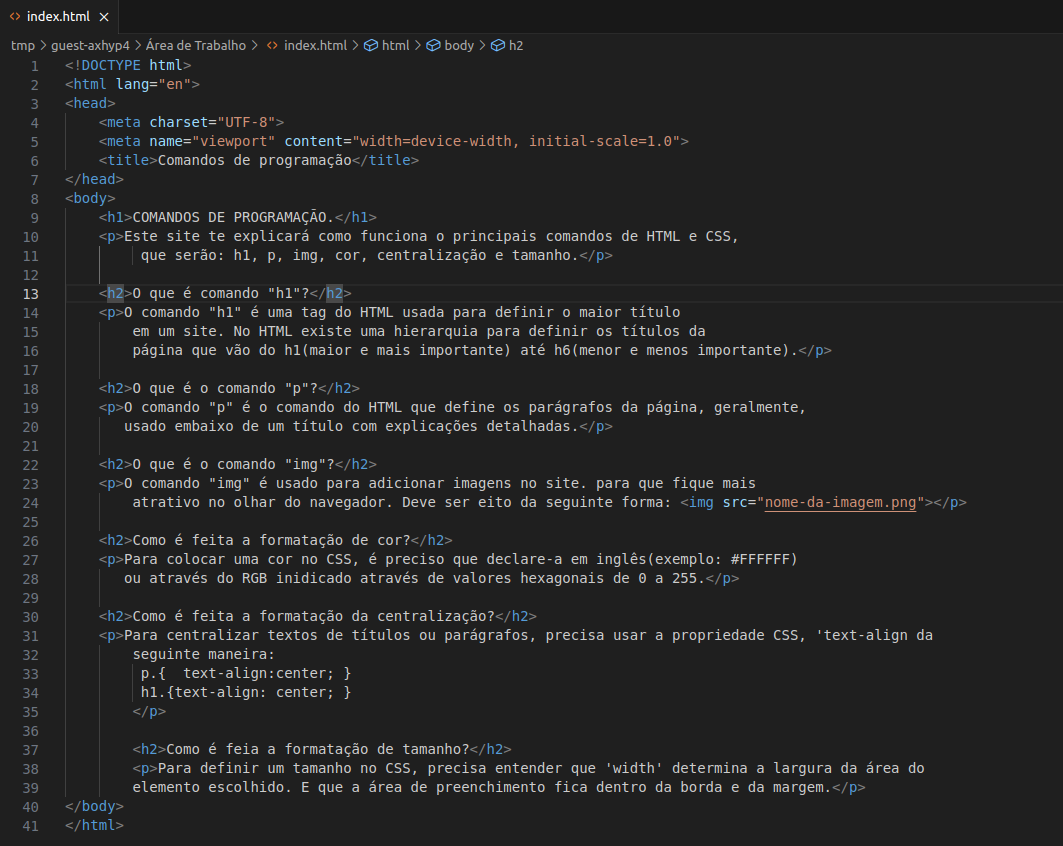 index.html
tmp > guest-axhyp4 > Área de Trabalho > index.html > html > body > h2
1 <!DOCTYPE html>
2 <html lang="en">
3 <head>
4 <meta charset="UTF-8">
5 <meta name="viewport" content="width=device-width, initial-scale=1.0">
6 <title>Comandos de programação</title>
7 </head>
8 <body>
9 <h1>COMANDOS DE PROGRAMAÇÃO.</h1>
10 <p>Este site te explicará como funciona o principais comandos de HTML e CSS,
11 que serão: h1, p, img, cor, centralização e tamanho.</p>
12
13 <h2>O que é comando "h1"?</h2>
14 <p>O comando "h1" é uma tag do HTML usada para definir o maior título
15 em um site. No HTML existe uma hierarquia para definir os títulos da
16 página que vão do h1(maior e mais importante) até h6(menor e menos importante).</p>
17
18 <h2>O que é o comando "p"?</h2>
19 <p>O comando "p" é o comando do HTML que define os parágrafos da página, geralmente,
20 usado embaixo de um título com explicações detalhadas.</p>
21
22 <h2>O que é o comando "img"?</h2>
23 <p>O comando "img" é usado para adicionar imagens no site. para que fique mais
24 atrativo no olhar do navegador. Deve ser eito da seguinte forma: <img src="nome-da-imagem.png"></p>
25
26 <h2>Como é feita a formatação de cor?</h2>
27 <p>Para colocar uma cor no CSS, é preciso que declare-a em inglês(exemplo: #FFFFFF)
28 ou através do RGB inidicado através de valores hexagonais de 0 a 255.</p>
29
30 <h2>Como é feita a formatação da centralização?</h2>
31 <p>Para centralizar textos de títulos ou parágrafos, precisa usar a propriedade CSS, 'text-align da
32 seguinte maneira:
33 p.{  text-align:center; }
34 h1.{text-align: center; }
35 </p>
36
37 <h2>Como é feia a formatação de tamanho?</h2>
38 <p>Para definir um tamanho no CSS, precisa entender que 'width' determina a largura da área do
39 elemento escolhido. E que a área de preenchimento fica dentro da borda e da margem.</p>
40 </body>
41 </html>